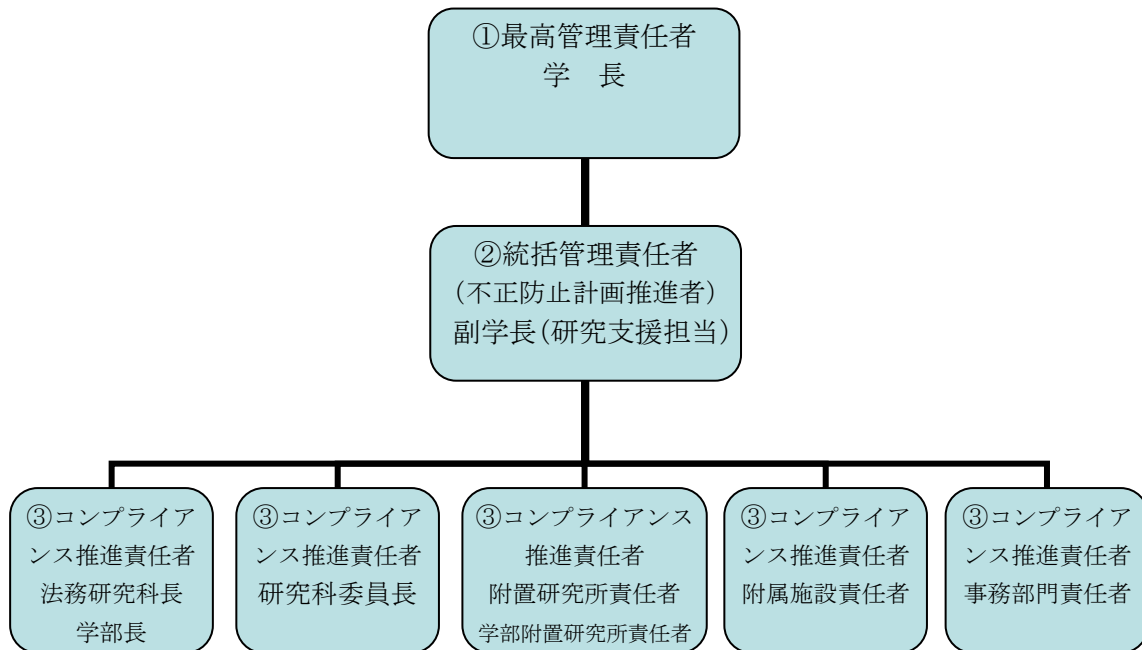 ①最高管理責任者
学　長
②統括管理責任者
(不正防止計画推進者)
副学長(研究支援担当)
③コンプライア
ンス推進責任者
法務研究科長
学部長
③コンプライア
ンス推進責任者
研究科委員長
③コンプライアンス
推進責任者
附置研究所責任者
学部附置研究所責任者
③コンプライア
ンス推進責任者
附属施設責任者
③コンプライア
ンス推進責任者
事務部門責任者